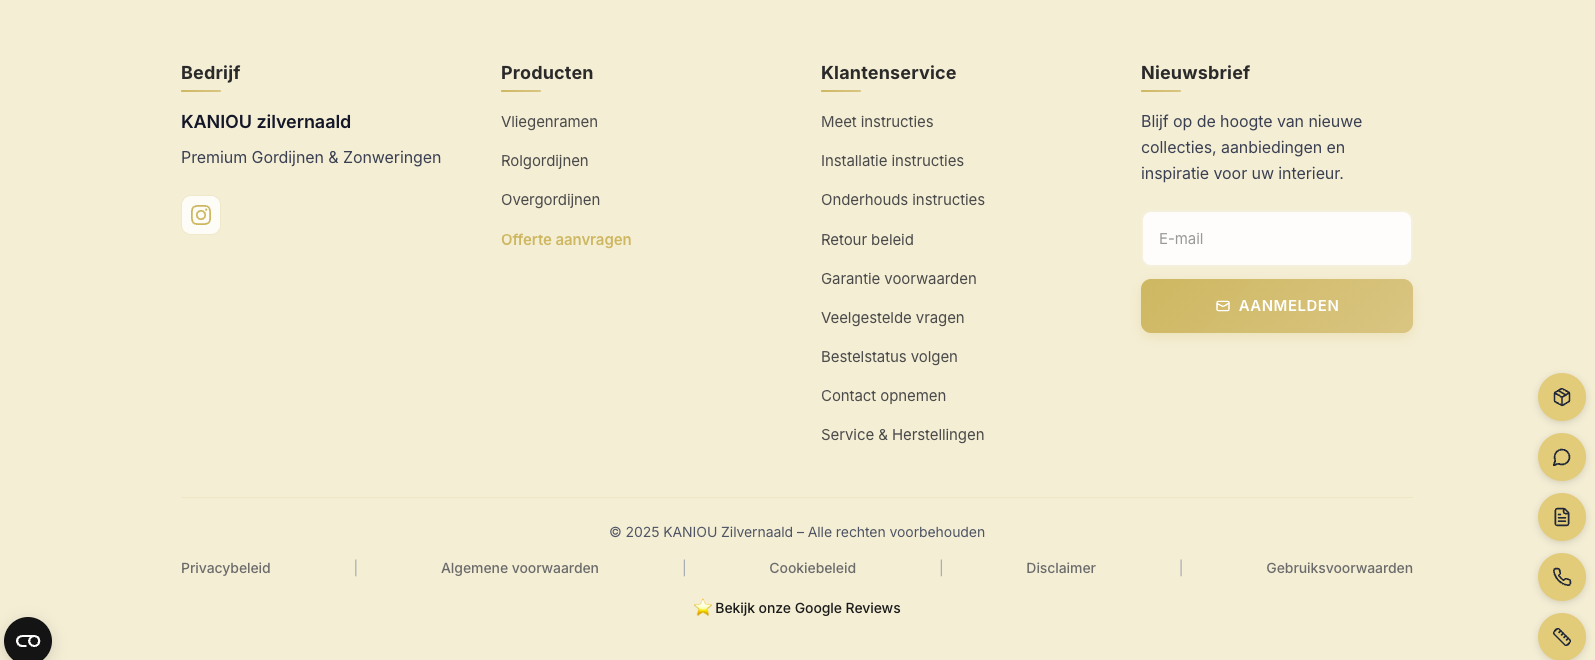 Bedrijf
KANIOU zilvernaald
Premium Gordijnen & Zonweringen
Producten
Vliegenramen
Rolgordijnen
Overgordijnen
Offerte aanvragen
Klantenservice
Meet instructies
Installatie instructies
Onderhouds instructies
Retour beleid
Garantie voorwaarden
Veelgestelde vragen
Bestelstatus volgen
Contact opnemen
Service & Herstellingen
Nieuwsbrief
Blijf op de hoogte van nieuwe
collecties, aanbiedingen en
inspiratie voor uw interieur.
E-mail
AANMELDEN
© 2025 KANIOU Zilvernaald – Alle rechten voorbehouden
Privacybeleid | Algemene voorwaarden | Cookiebeleid | Disclaimer | Gebruiksvoorwaarden
⭐ Bekijk onze Google Reviews